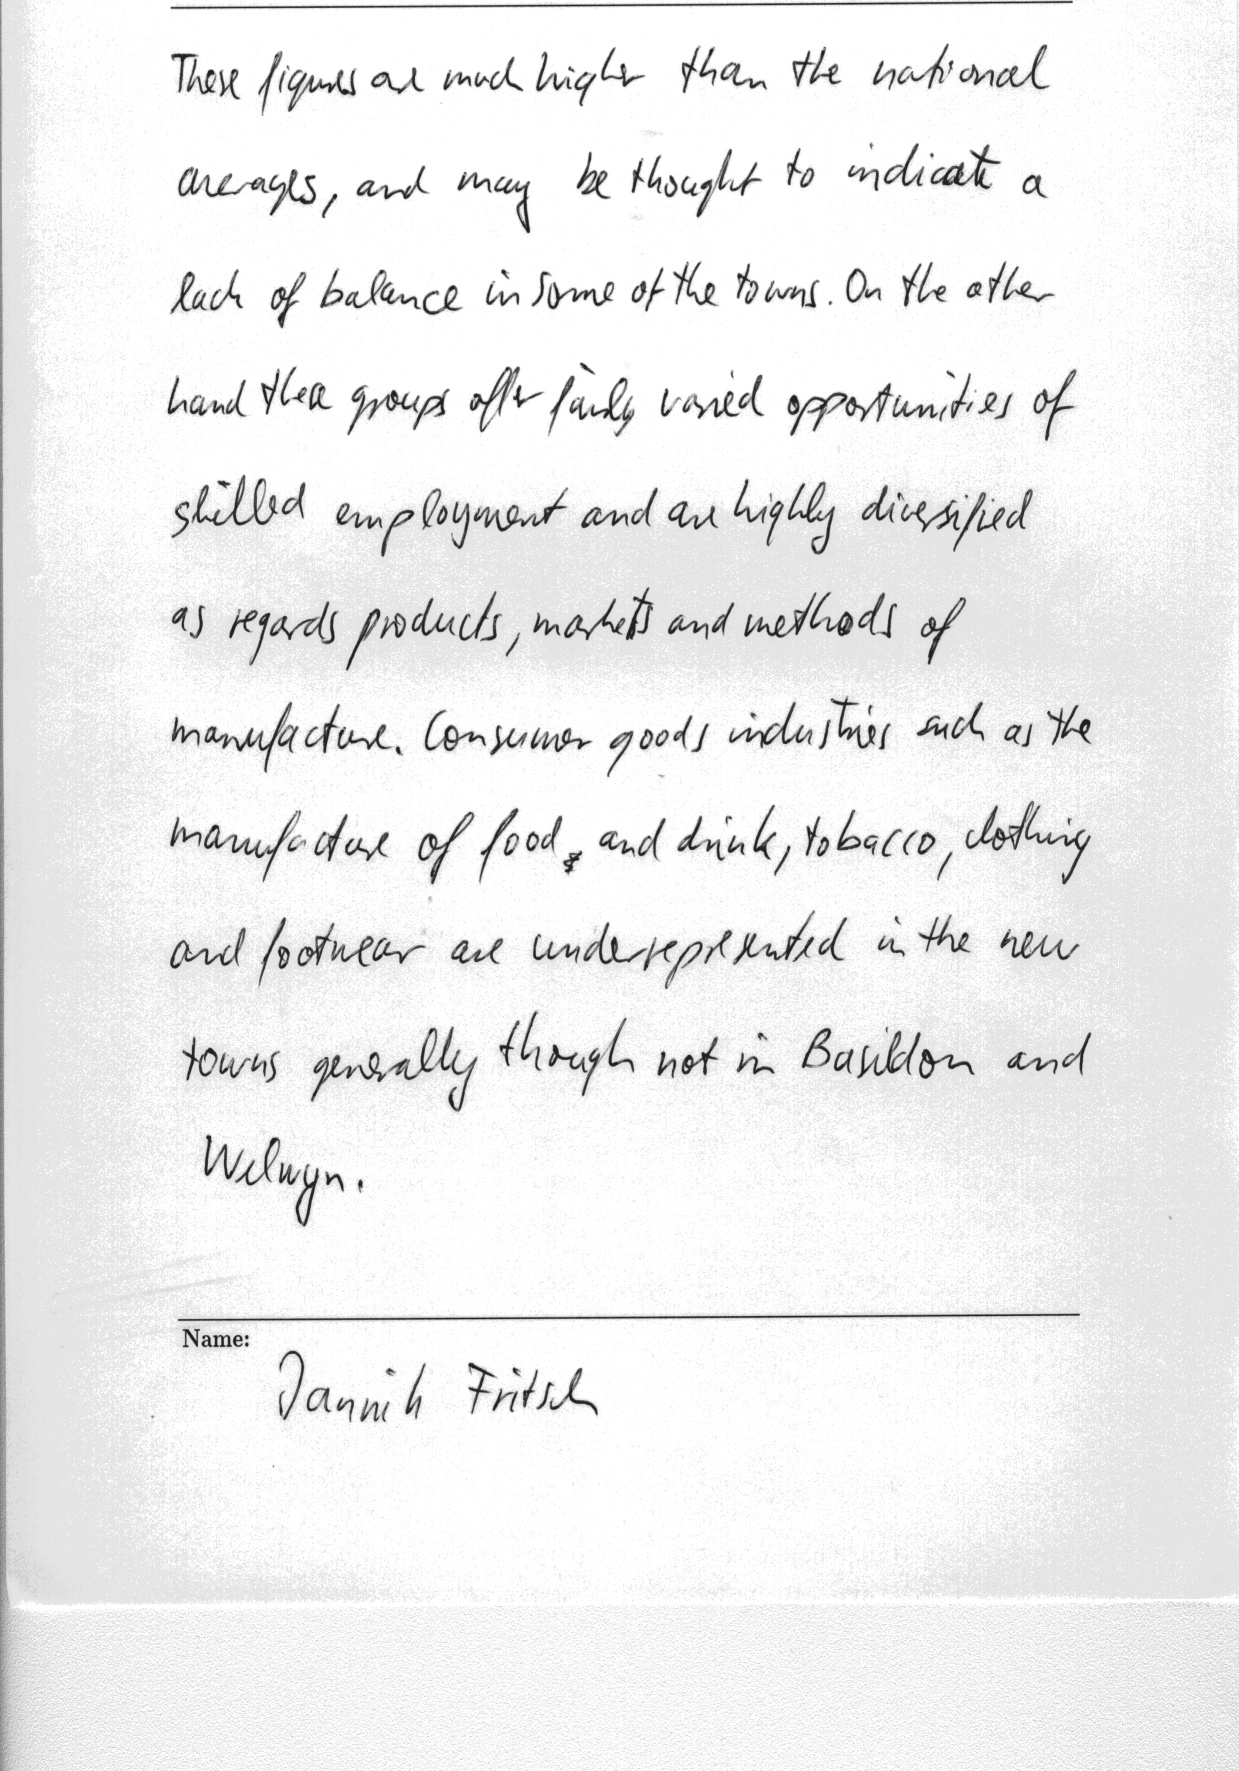 These figures are much higher than the national
averages, and may be thought to indicate a
lack of balance in some of the towns. On the other
hand these groups offer fairly varied opportunities of
skilled employment and are highly diversified
as regards products, markets and methods of
manufacture. Consumer goods industries such as the
manufacture of food, and drink, tobacco, clothing
and footwear are underrepresented in the new
towns generally though not in Basildon and
Welwyn.
Name:
Jannik Fritsch